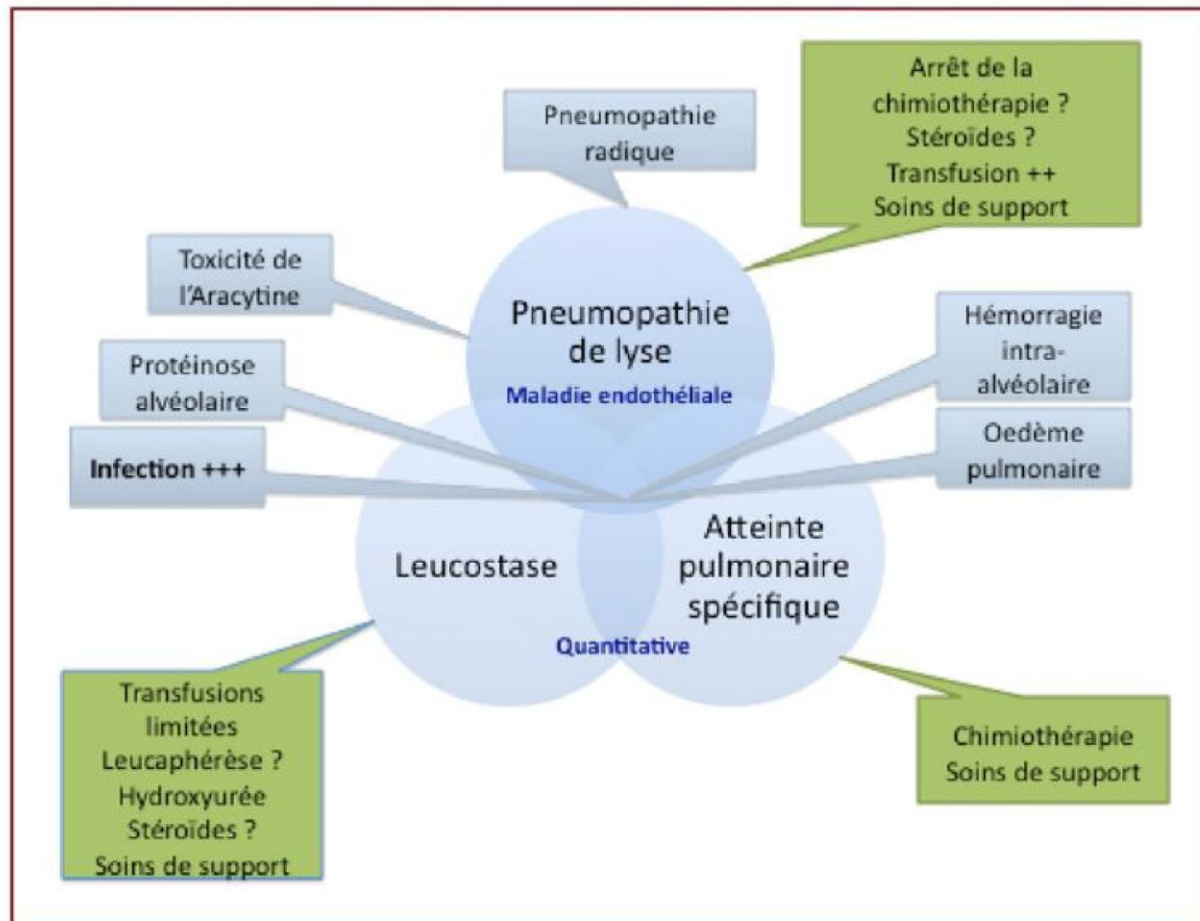 Pneumopathie
radique
Arrêt de la
chimiothérapie ?
Stéroïdes ?
Transfusion ++
Soins de support
Toxicité de
l'Aracytine
Protéinose
alvéolaire
Infection +++
Pneumopathie
de lyse
Maladie endothéliale
Hémorragie
intra-
alvéolaire
Oedème
pulmonaire
Leucostase
Atteinte
pulmonaire
spécifique
Quantitative
Transfusions
limitées
Leucaphérèse ?
Hydroxyurée
Stéroïdes ?
Soins de support
Chimiothérapie
Soins de support